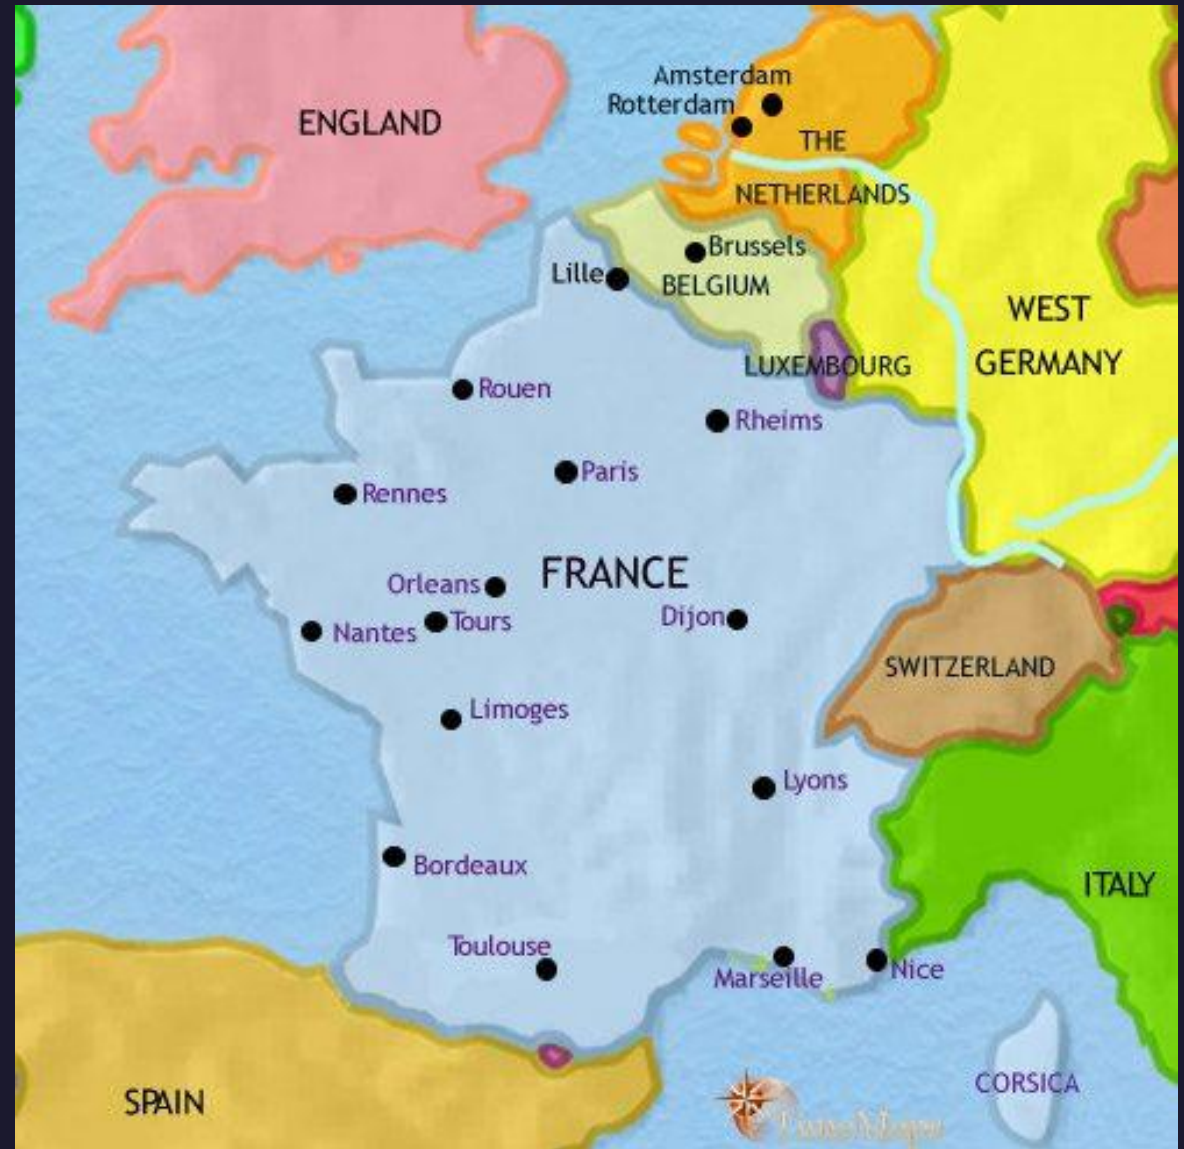 Amsterdam
Rotterdam
ENGLAND
THE
NETHERLANDS
Brussels
Lille
BELGIUM
WEST
GERMANY
LUXEMBOURG
Rouen
Rheims
Paris
Rennes
FRANCE
Orleans
Dijon
Tours
Nantes
SWITZERLAND
Limoges
Lyons
Bordeaux
ITALY
Toulouse
Nice
Marseille
CORSICA
SPAIN